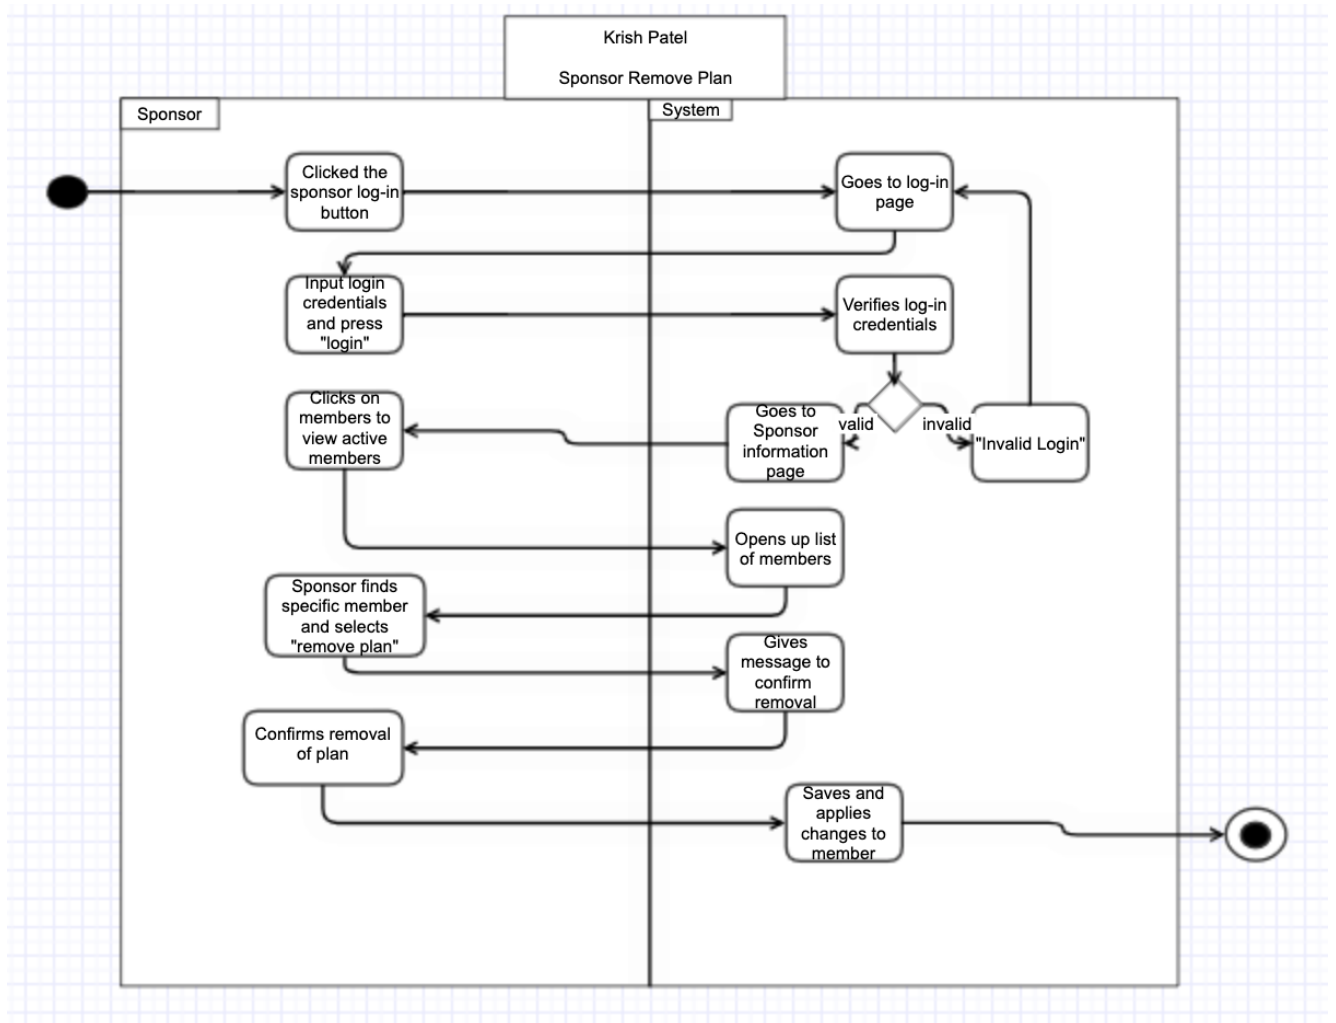 Krish Patel
Sponsor Remove Plan
Sponsor
System
Clicked the
sponsor log-in
button
Goes to log-in
page
Input login
credentials
and press
"login"
Verifies log-in
credentials
Clicks on
members to
view active
members
Goes to
Sponsor
information
page
valid
invalid
"Invalid Login"
Opens up list
of members
Sponsor finds
specific member
and selects
"remove plan"
Gives
message to
confirm
removal
Confirms removal
of plan
Saves and
applies
changes to
member